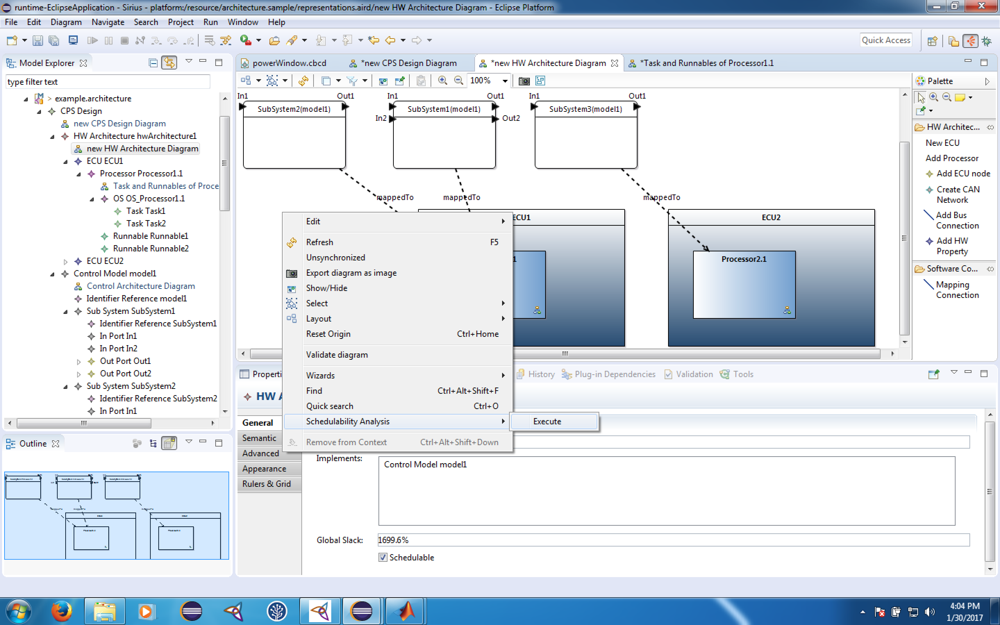 runtime-EclipseApplication - Sirius - platform:/resource/architecture.sample/representations.aird/new HW Architecture Diagram - Eclipse Platform
File Edit Diagram Navigate Search Project Run Window Help
Quick Access
Model Explorer
type filter text
> example.architecture
CPS Design
new CPS Design Diagram
HW Architecture hwArchitecture1
new HW Architecture Diagram
ECU ECU1
Processor Processor1.1
Task and Runnables of Proce
OS OS_Processor1.1
Task Task1
Task Task2
Runnable Runnable1
Runnable Runnable2
ECU ECU2
Control Model model1
Control Architecture Diagram
Identifier Reference model1
Sub System SubSystem1
Identifier Reference SubSystem1
In Port In1
In Port In2
Out Port Out1
Out Port Out2
Sub System SubSystem2
Identifier Reference SubSystem2
In Port In1
Outline
powerWindow.cbcd *new CPS Design Diagram *new HW Architecture Diagram *Task and Runnables of Processor1.1
100%
In1 Out1 In1 Out1 In1 Out1
SubSystem2(model1) SubSystem1(model1) SubSystem3(model1)
In2 Out2
mappedTo mappedTo mappedTo
ECU1 ECU2
1 Processor2.1
Edit
Refresh F5
Unsynchronized
Export diagram as image
Show/Hide
Select
Layout
Reset Origin Ctrl+Home
Validate diagram
Wizards
Find Ctrl+Alt+Shift+F
Quick search Ctrl+O
Schedulability Analysis
Execute
Remove from Context Ctrl+Alt+Shift+Down
Palette
HW Architec...
New ECU
Add Processor
Add ECU node
Create CAN
Network
Add Bus
Connection
Add HW
Property
Software Co...
Mapping
Connection
Properti History Plug-in Dependencies Validation Tools
HW A
General
Semantic
Advanced
Appearance
Rulers & Grid
Implements:
Control Model model1
Global Slack: 1699.6%
Schedulable
4:04 PM
1/30/2017